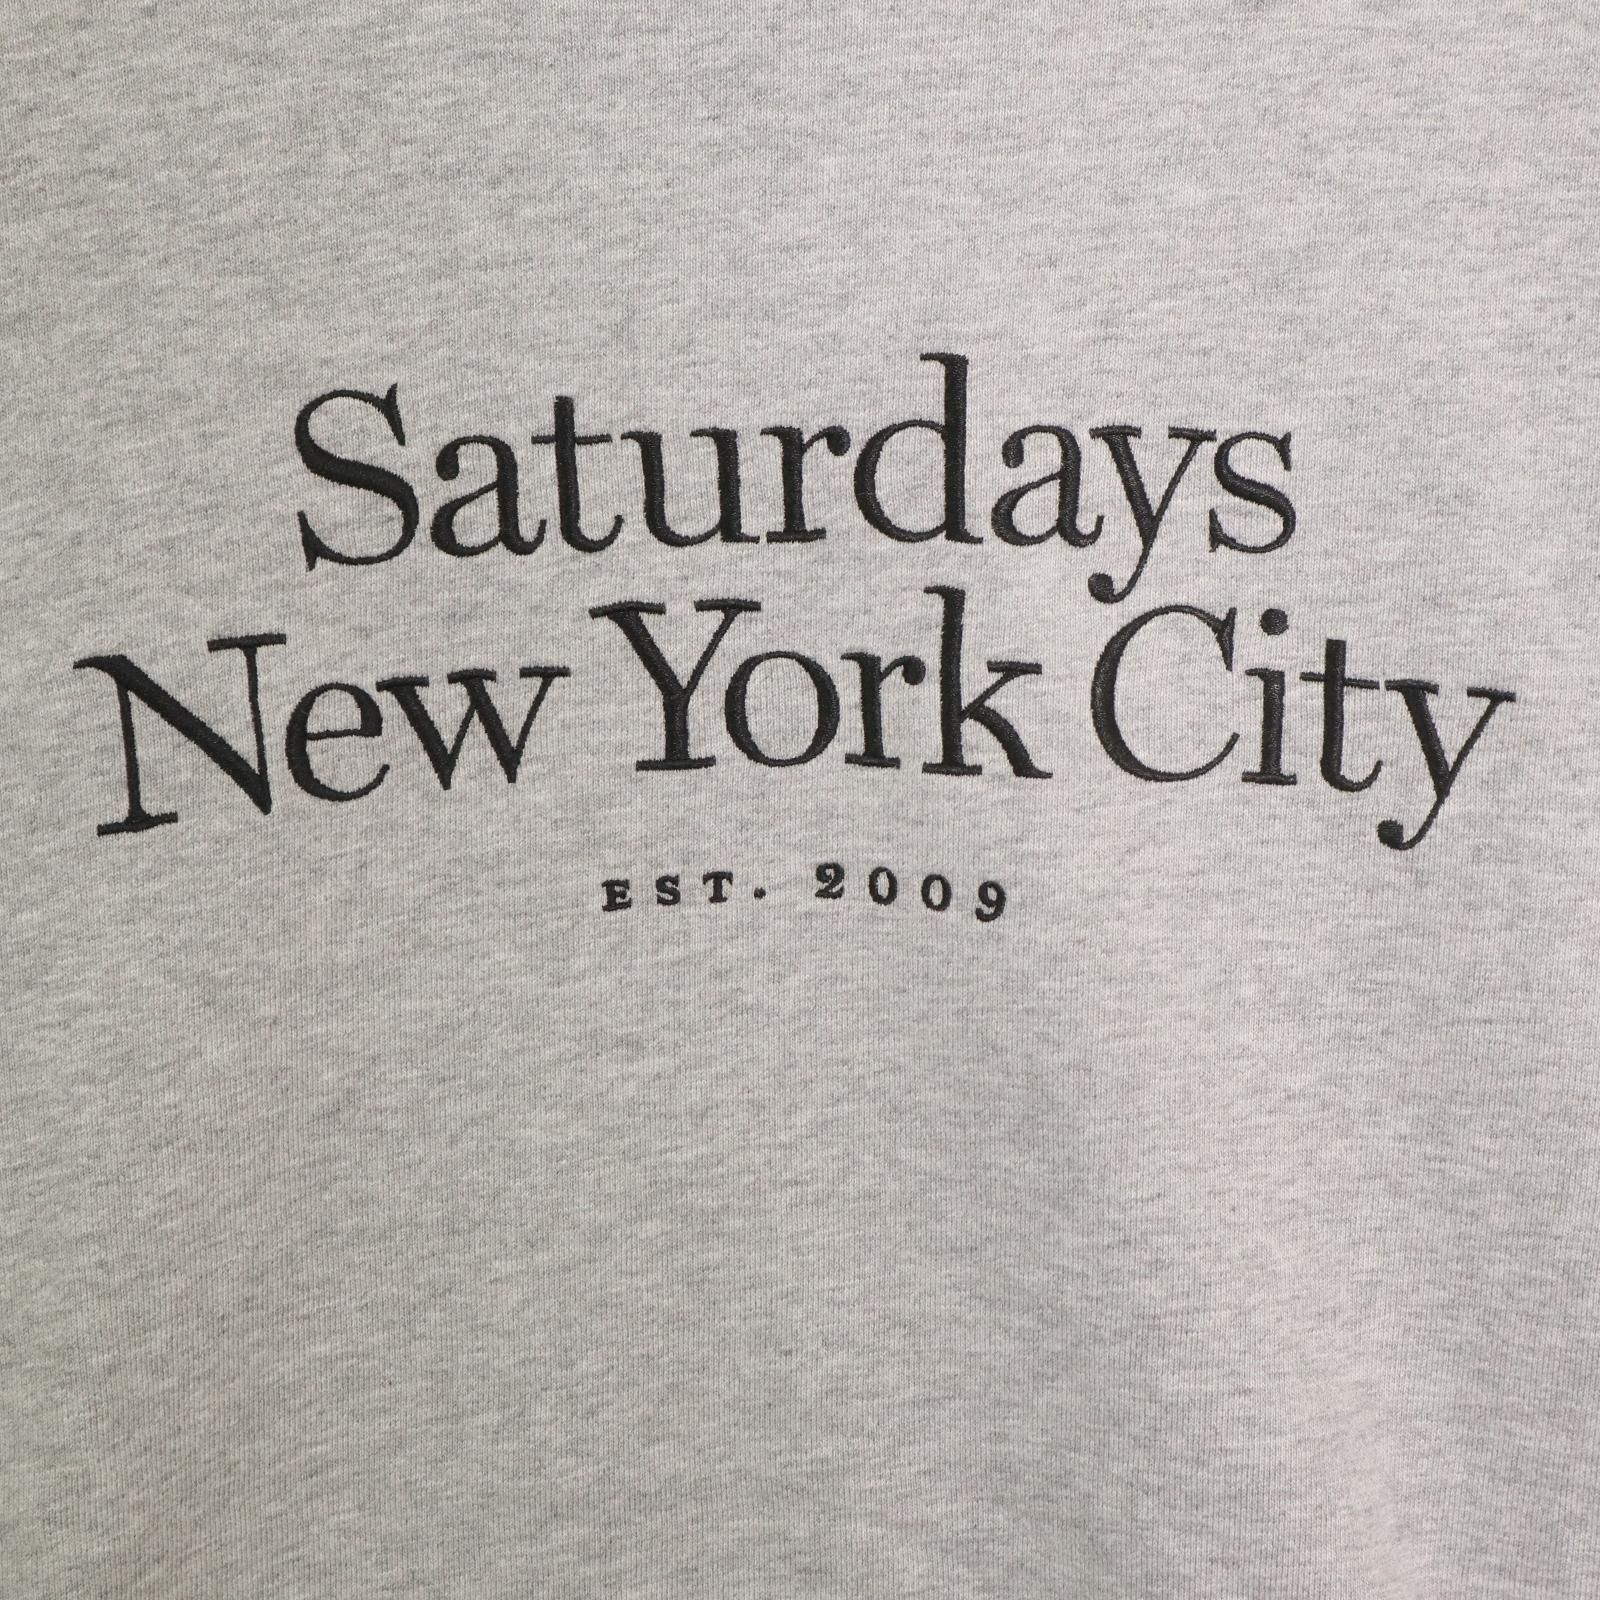 Saturdays
New York City
EST. 2009